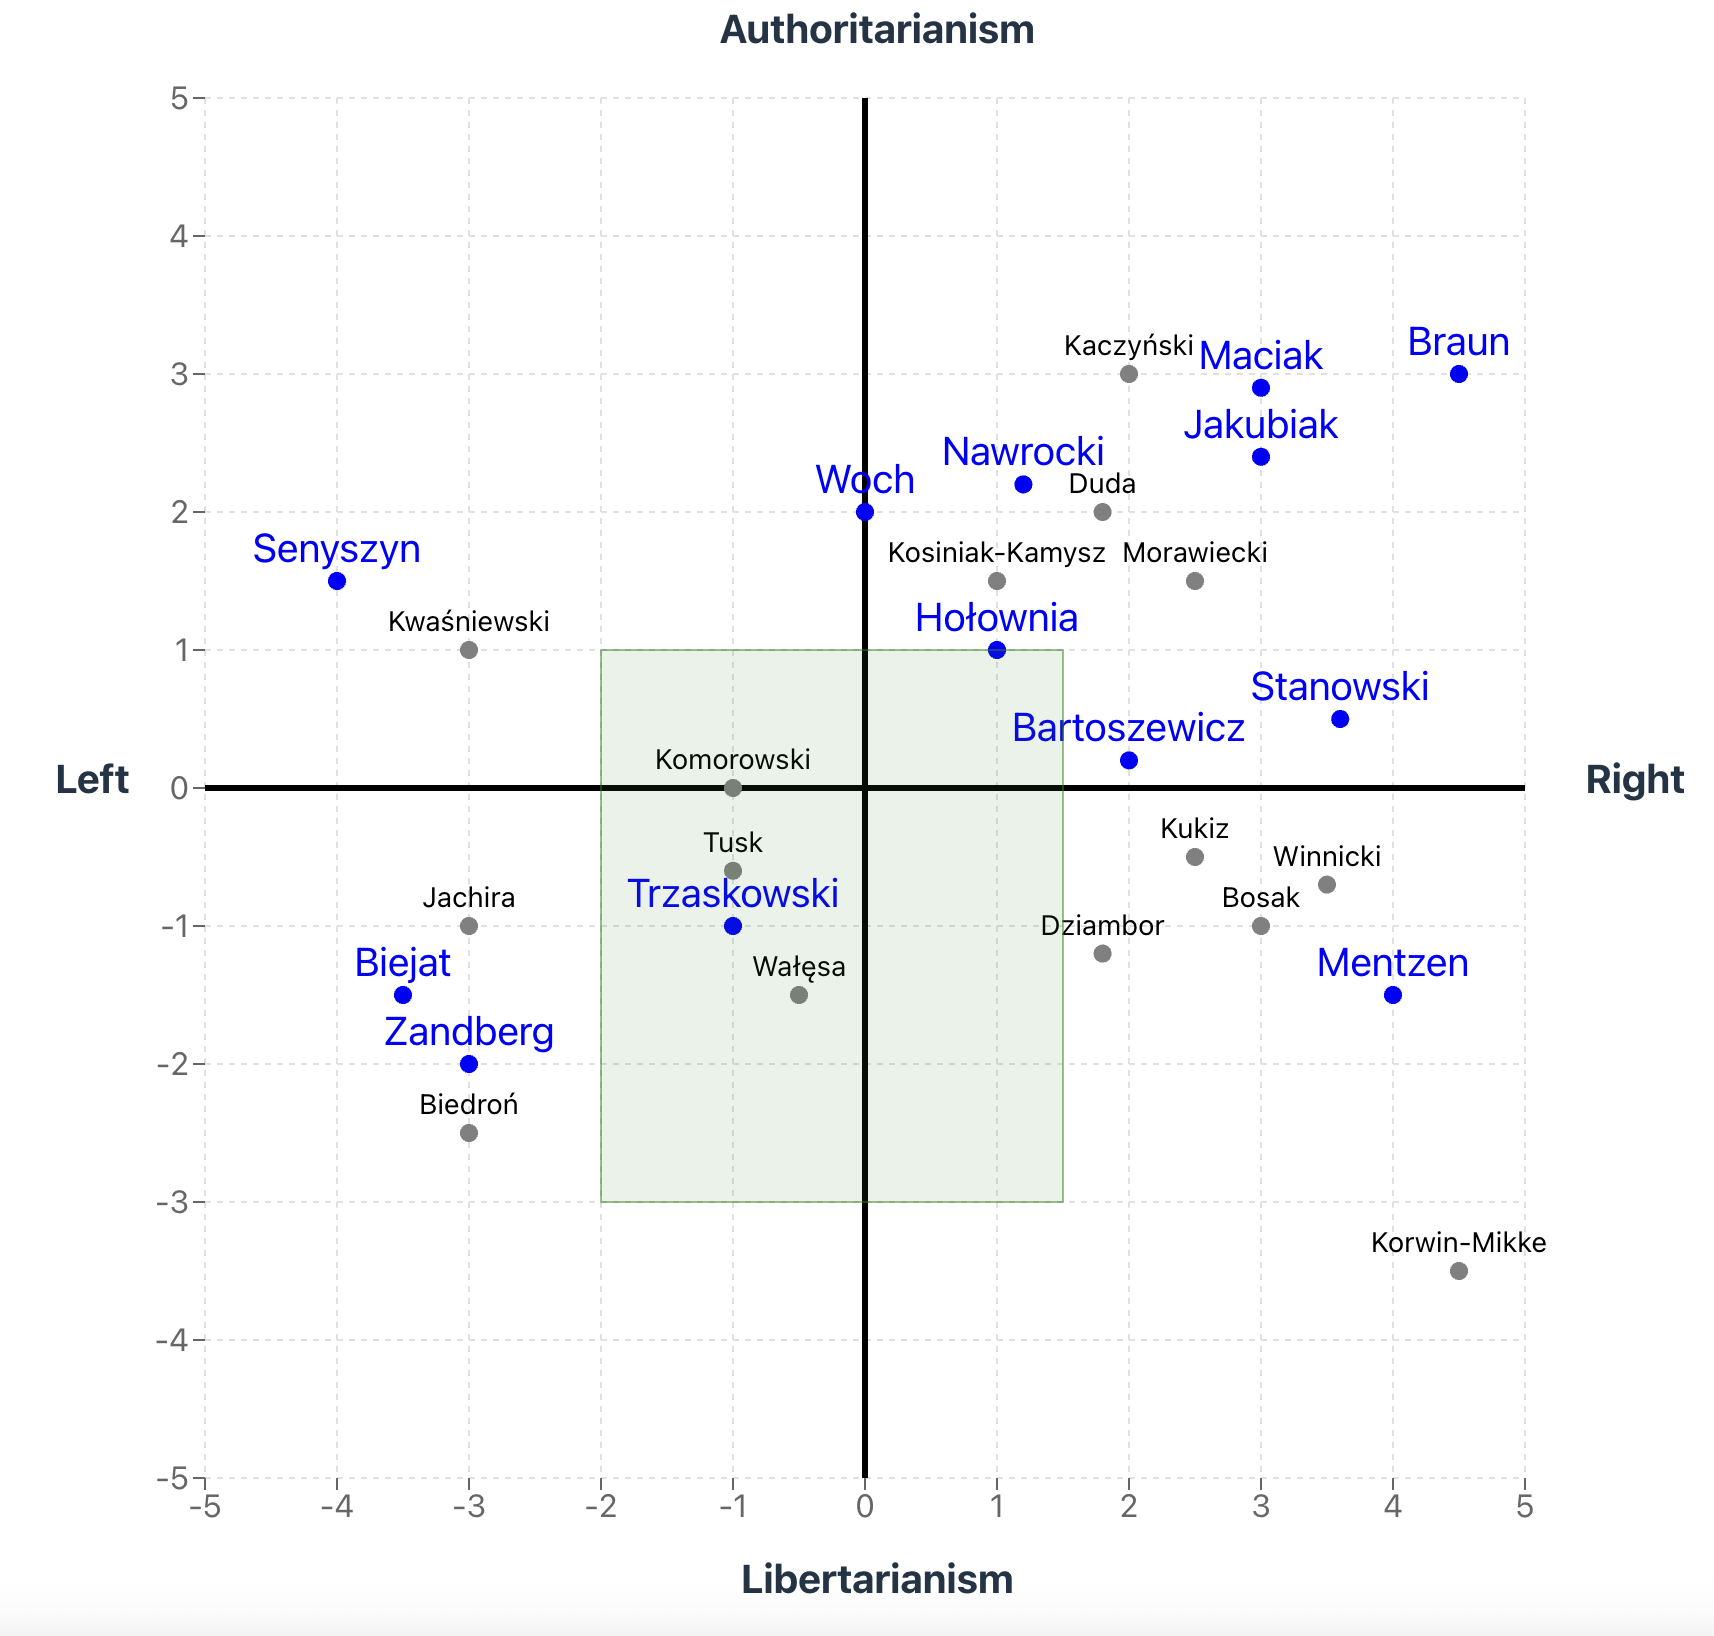 Authoritarianism
5
4
3
2
1
0
-1
-2
-3
-4
-5
Kaczyński
Maciak
Braun
Jakubiak
Nawrocki
Woch
Duda
Senyszyn
Kosiniak-Kamysz
Morawiecki
Kwaśniewski
Hołownia
Stanowski
Bartoszewicz
Komorowski
Left
Right
Tusk
Kukiz
Winnicki
Trzaskowski
Jachira
Bosak
Dziambor
Biejat
Wałęsa
Mentzen
Zandberg
Biedroń
Korwin-Mikke
-5 -4 -3 -2 -1 0 1 2 3 4 5
Libertarianism